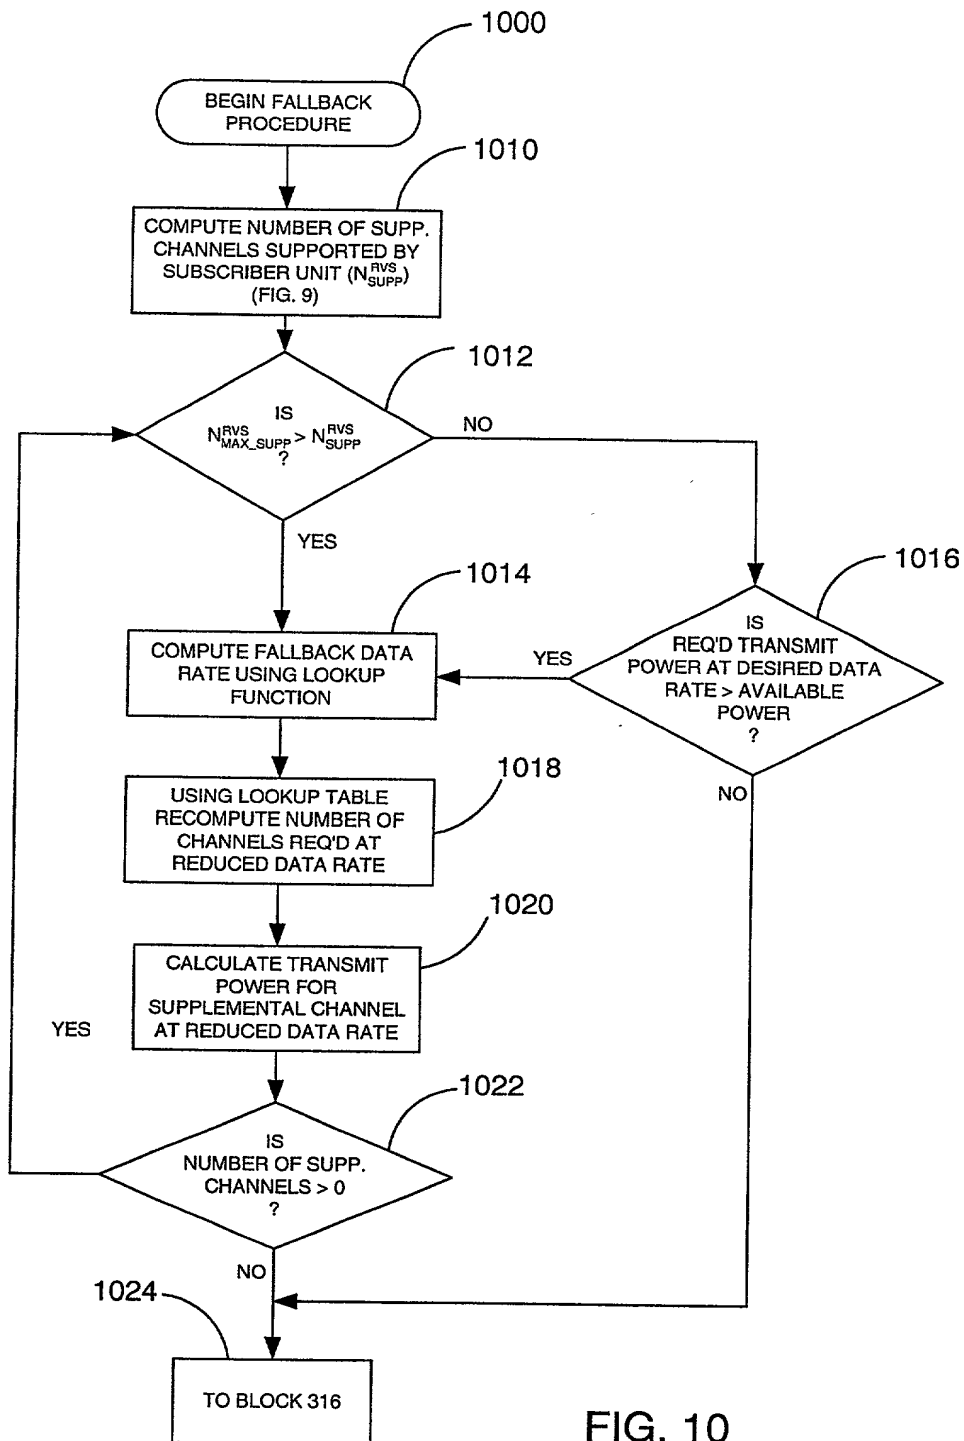 1000
BEGIN FALLBACK
PROCEDURE
1010
COMPUTE NUMBER OF SUPP.
CHANNELS SUPPORTED BY
SUBSCRIBER UNIT (N^RVS_SUPP)
(FIG. 9)
1012
IS
N^RVS_MAX_SUPP > N^RVS_SUPP
?
NO
YES
1014
COMPUTE FALLBACK DATA
RATE USING LOOKUP
FUNCTION
1016
IS
REQ'D TRANSMIT
POWER AT DESIRED DATA
RATE > AVAILABLE
POWER
?
YES
NO
1018
USING LOOKUP TABLE
RECOMPUTE NUMBER OF
CHANNELS REQ'D AT
REDUCED DATA RATE
1020
CALCULATE TRANSMIT
POWER FOR
SUPPLEMENTAL CHANNEL
AT REDUCED DATA RATE
YES
1022
IS
NUMBER OF SUPP.
CHANNELS > 0
?
NO
1024
TO BLOCK 316
FIG. 10